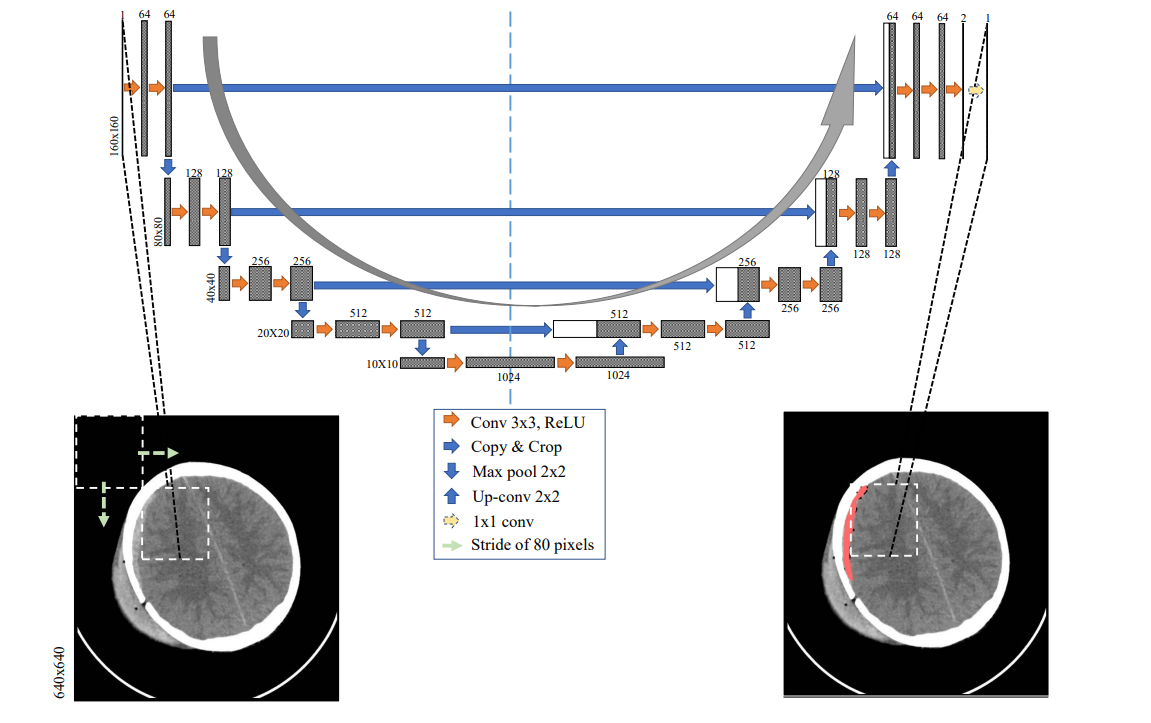 1 64 64
64 64 64 2 1
160x160
128 128
128
80x80
128 128
256 256
256
40x40
256 256
512 512
512
20X20
512 512
10X10
1024
1024
Conv 3x3, ReLU
Copy & Crop
Max pool 2x2
Up-conv 2x2
1x1 conv
Stride of 80 pixels
640x640